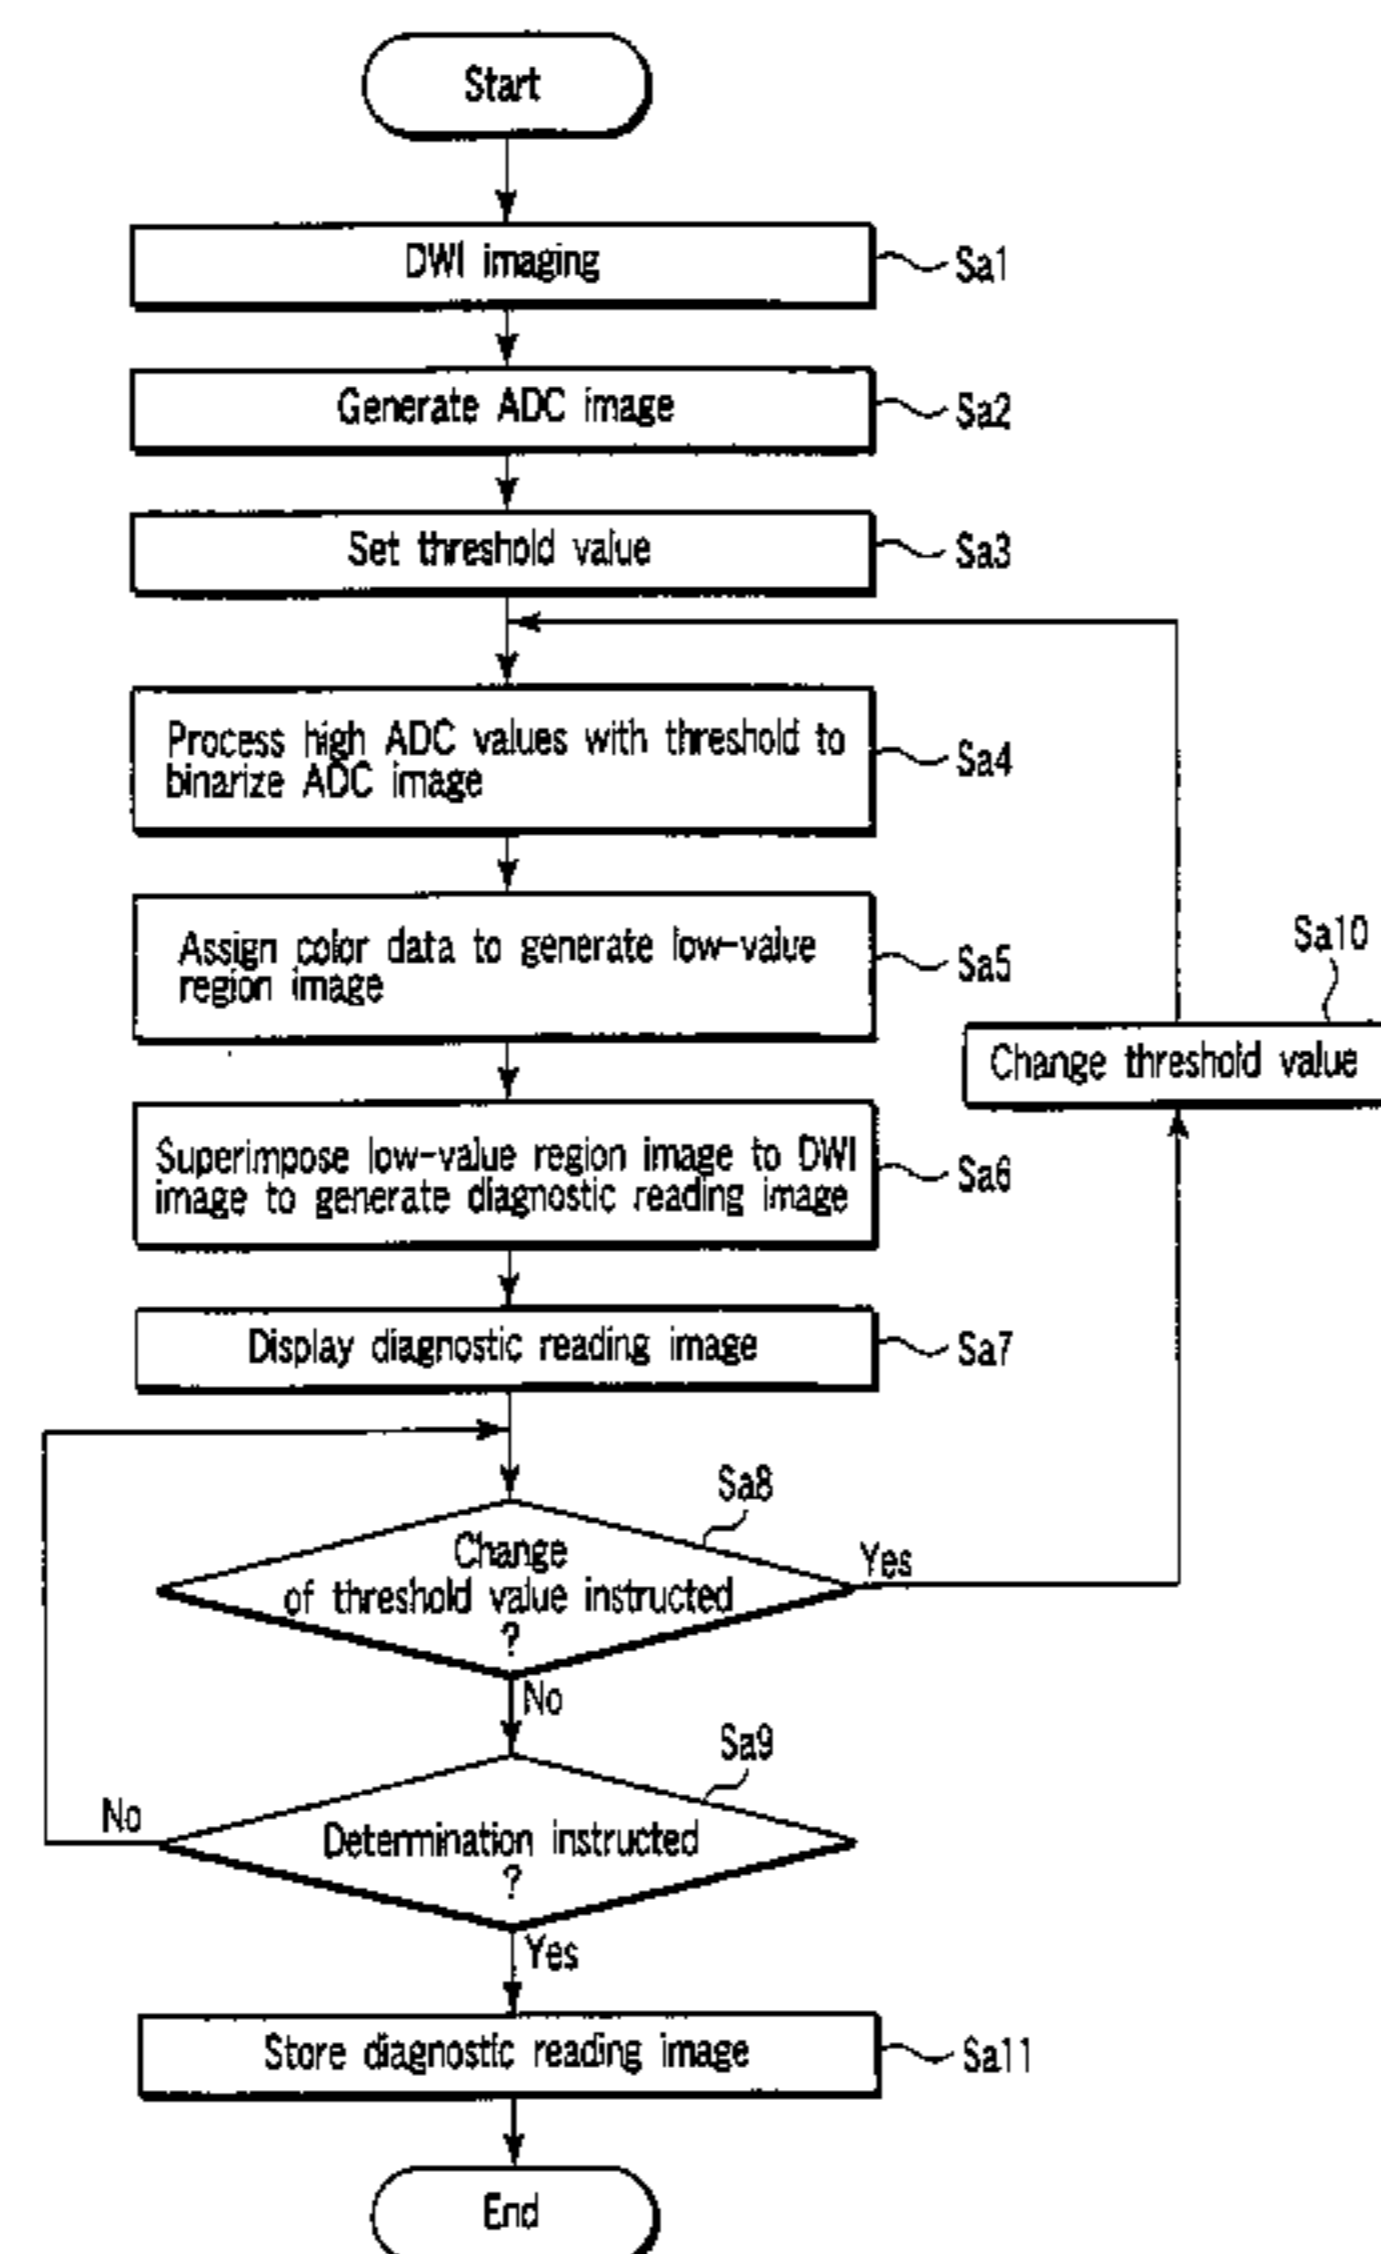 Start
DWI imaging
Sa1
Generate ADC image
Sa2
Set threshold value
Sa3
Process high ADC values with threshold to
binarize ADC image
Sa4
Assign color data to generate low-value
region image
Sa5
Sa10
Change threshold value
Superimpose low-value region image to DWI
image to generate diagnostic reading image
Sa6
Display diagnostic reading image
Sa7
Sa8
Change
of threshold value instructed
?
Yes
No
Sa9
Determination instructed
?
No
Yes
Store diagnostic reading image
Sa11
End